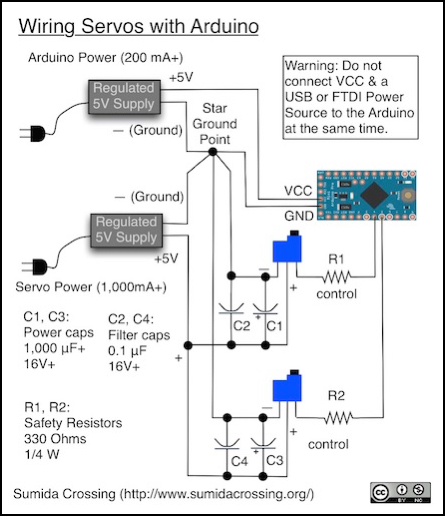 Wiring Servos with Arduino
Arduino Power (200 mA+)
+5V
Regulated
5V Supply
— (Ground)
Star
Ground
Point
Warning: Do not
connect VCC & a
USB or FTDI Power
Source to the Arduino
at the same time.
— (Ground)
VCC
GND
Regulated
5V Supply
+5V
Servo Power (1,000mA+)
—
+
R1
control
C1, C3:
Power caps
1,000 µF+
16V+
C2, C4:
Filter caps
0.1 µF
16V+
C2
+
C1
+
R1, R2:
Safety Resistors
330 Ohms
1/4 W
—
+
R2
control
C4
+
C3
Sumida Crossing (http://www.sumidacrossing.org/)
cc
BY NC